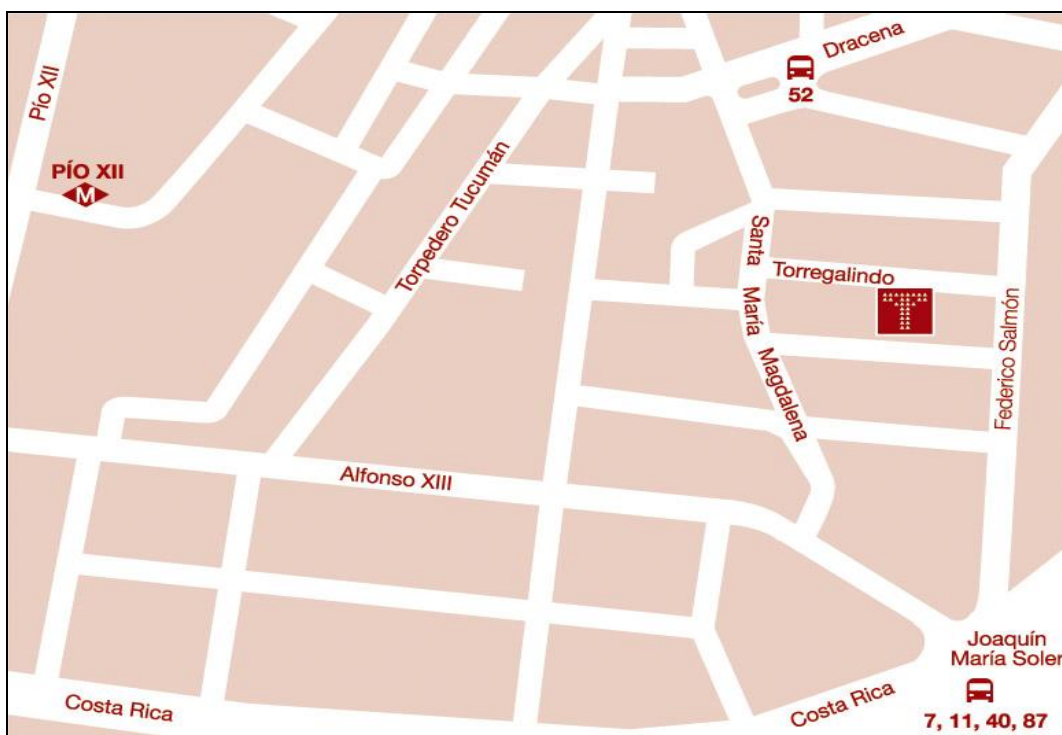 Dracena
52
Pío XII
PÍO XII
M
Torpedero Tucumán
Santa María Magdalena
Torregalindo
T
Federico Salmón
Alfonso XIII
Joaquín
María Soler
Costa Rica
Costa Rica
7, 11, 40, 87